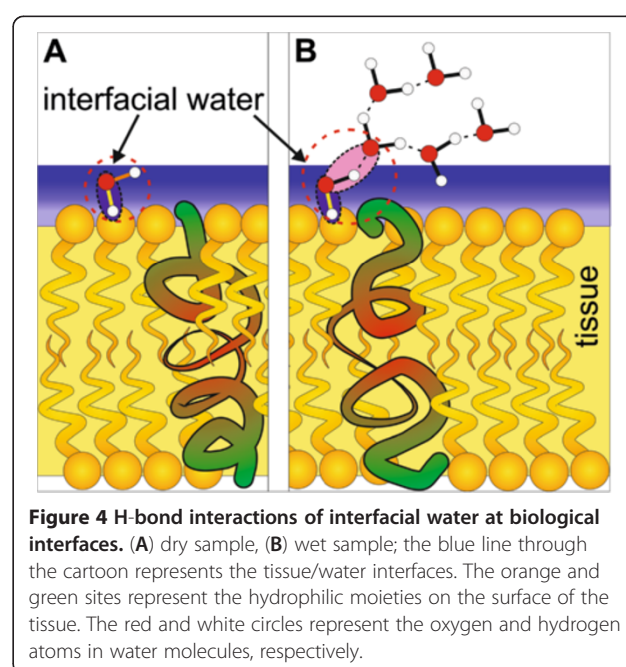 A
B
interfacial water
tissue
Figure 4 H-bond interactions of interfacial water at biological
interfaces. (A) dry sample, (B) wet sample; the blue line through
the cartoon represents the tissue/water interfaces. The orange and
green sites represent the hydrophilic moieties on the surface of the
tissue. The red and white circles represent the oxygen and hydrogen
atoms in water molecules, respectively.